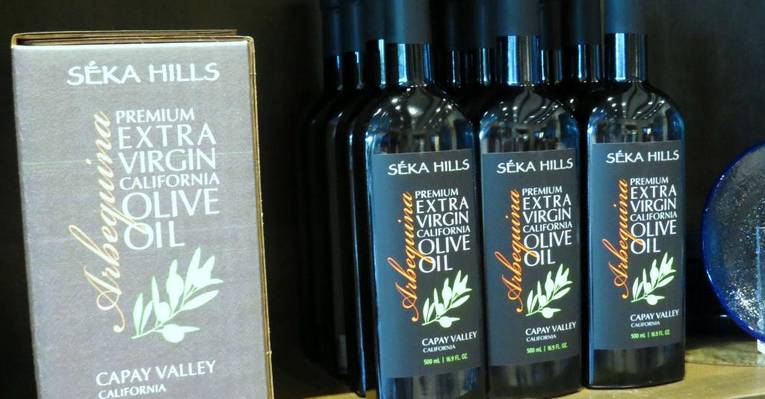 SÉKA HILLS
Arbequina
PREMIUM
EXTRA
VIRGIN
CALIFORNIA
OLIVE
OIL
CAPAY VALLEY
CALIFORNIA
SÉKA HILLS
Arbequina
PREMIUM
EXTRA
VIRGIN
CALIFORNIA
OLIVE
OIL
CAPAY VALLEY
CALIFORNIA
500 mL | 16.9 FL. OZ.
SÉKA HILLS
Arbequina
PREMIUM
EXTRA
VIRGIN
CALIFORNIA
OLIVE
OIL
CAPAY VALLEY
CALIFORNIA
500 mL | 16.9 FL. OZ.
SÉKA HILLS
Arbequina
PREMIUM
EXTRA
VIRGIN
CALIFORNIA
OLIVE
OIL
CAPAY VALLEY
CALIFORNIA
500 mL | 16.9 FL. OZ.